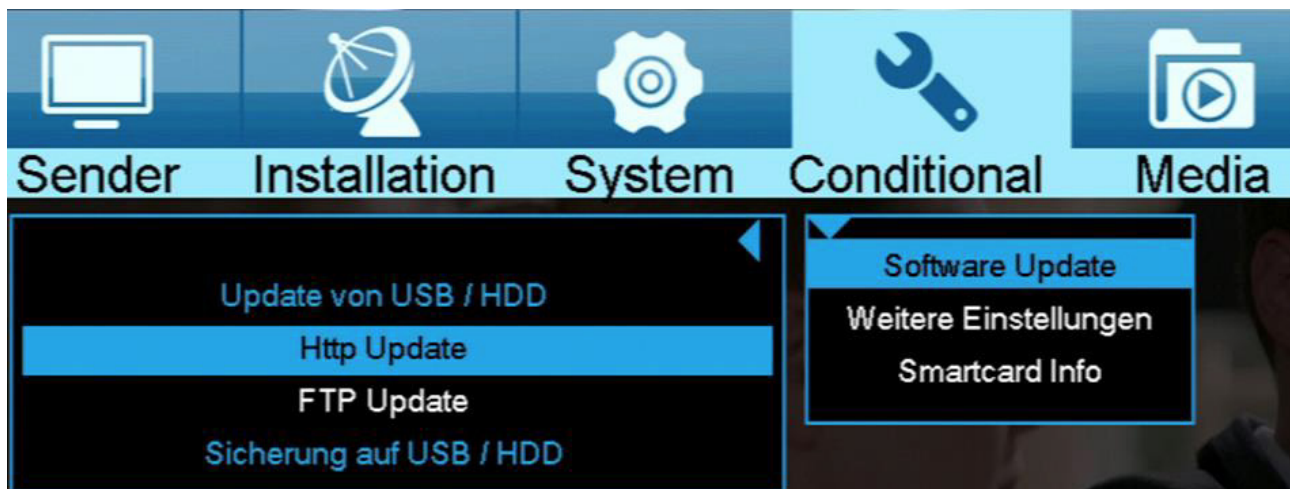 Sender
Installation
System
Conditional
Media
Update von USB / HDD
Http Update
FTP Update
Sicherung auf USB / HDD
Software Update
Weitere Einstellungen
Smartcard Info